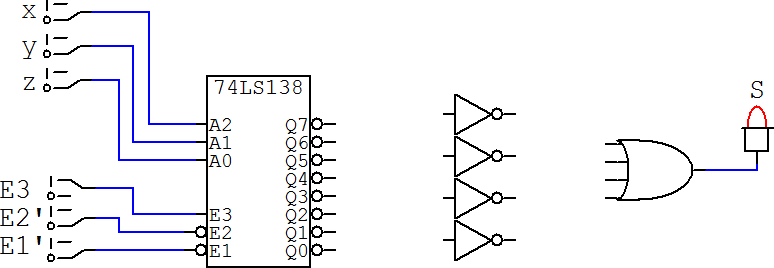 x
y
z
S
74LS138
A2 Q7
A1 Q6
A0 Q5
Q4
Q3
E3 E3 Q2
E2' E2 Q1
E1' E1 Q0